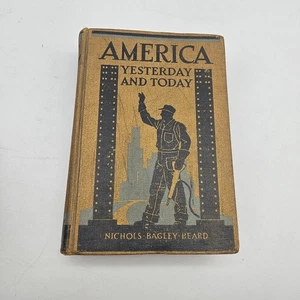 AMERICA
YESTERDAY
AND TODAY
NICHOLS·BAGLEY·BEARD